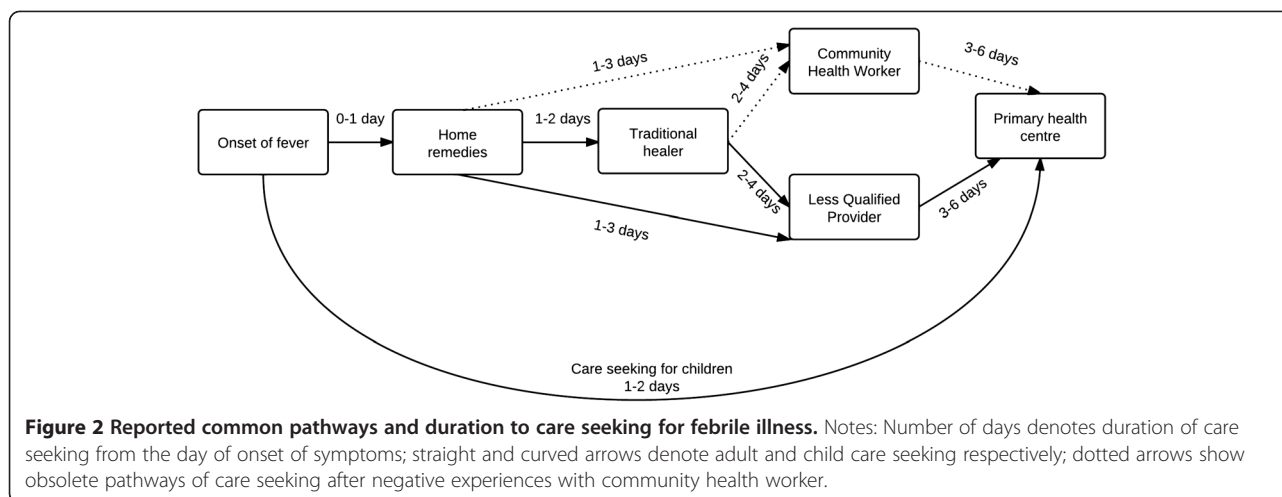 Onset of fever
0-1 day
Home
remedies
1-2 days
Traditional
healer
1-3 days
2-4 days
Community
Health Worker
3-6 days
Primary health
centre
2-4 days
Less Qualified
Provider
3-6 days
1-3 days
Care seeking for children
1-2 days
Figure 2 Reported common pathways and duration to care seeking for febrile illness. Notes: Number of days denotes duration of care
seeking from the day of onset of symptoms; straight and curved arrows denote adult and child care seeking respectively; dotted arrows show
obsolete pathways of care seeking after negative experiences with community health worker.